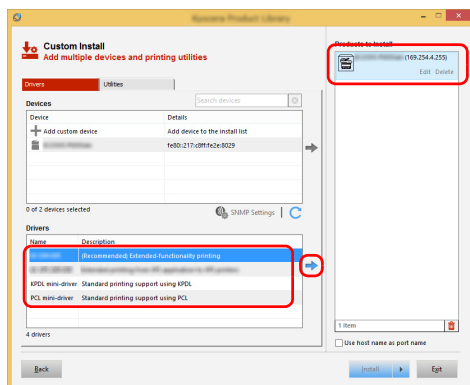 Kyocera Product Library
Custom Install
Add multiple devices and printing utilities
Products to Install
(169.254.4.255)
Edit Delete
Drivers Utilities
Devices
Search devices
Device Details
Add custom device Add device to the install list
fe80::217:c8ff:fe2e:8029
0 of 2 devices selected
SNMP Settings
Drivers
Name Description
(Recommended) Extended-functionality printing
KPDL mini-driver Standard printing support using KPDL
PCL mini-driver Standard printing support using PCL
4 drivers
1 item
Use host name as port name
Back
Install
Exit